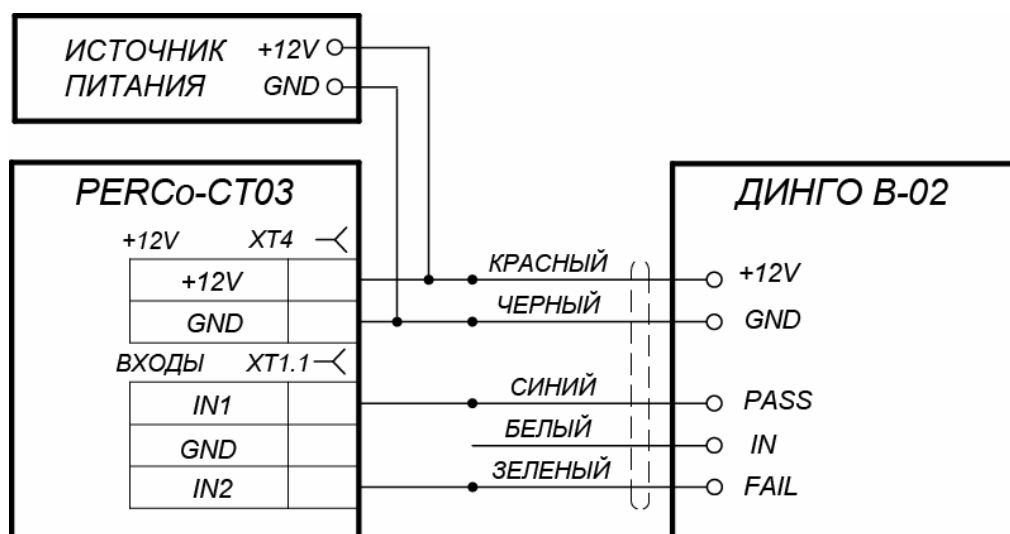 ИСТОЧНИК +12V
ПИТАНИЯ GND
PERCo-CT03
+12V XT4
+12V
GND
ВХОДЫ XT1.1
IN1
GND
IN2
КРАСНЫЙ
ЧЕРНЫЙ
СИНИЙ
БЕЛЫЙ
ЗЕЛЕНЫЙ
ДИНГО В-02
+12V
GND
PASS
IN
FAIL